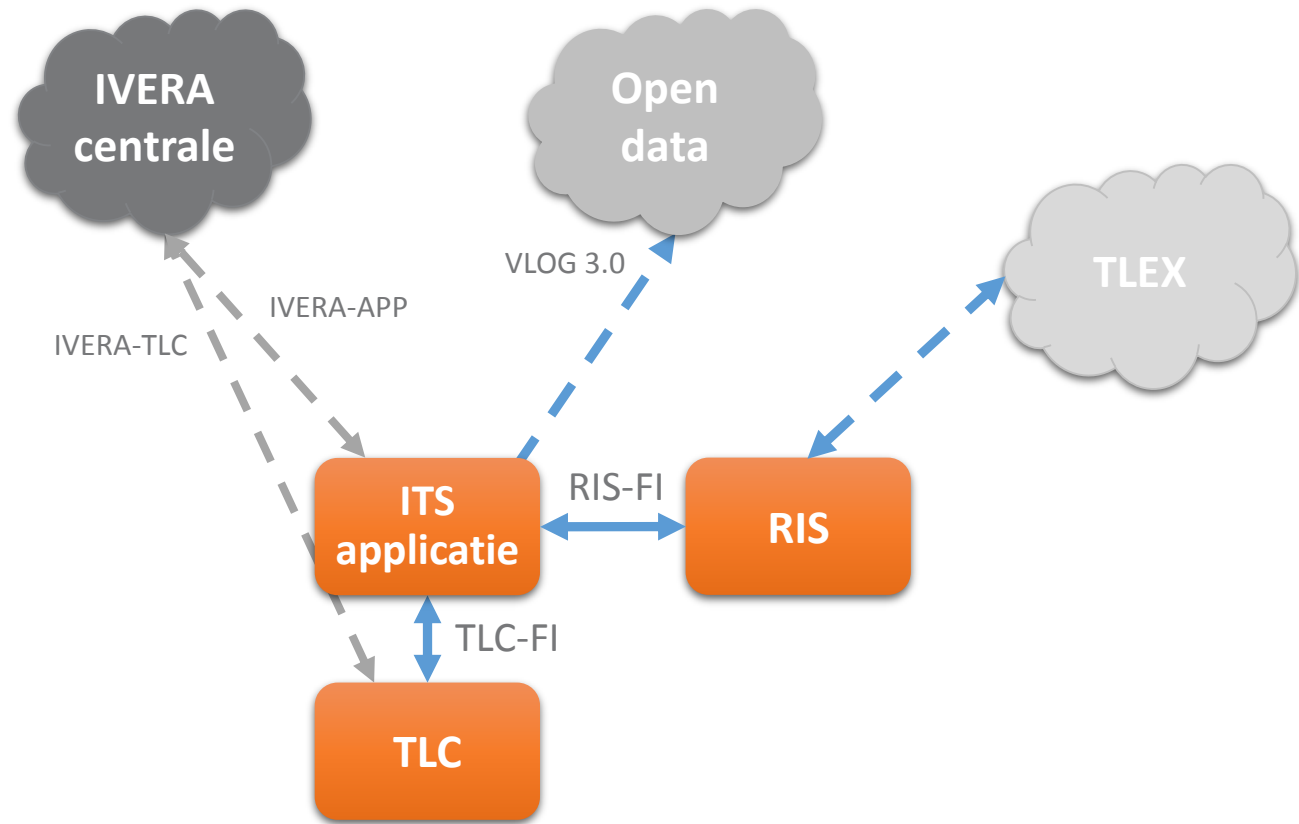 IVERA
centrale
Open
data
TLEX
VLOG 3.0
IVERA-APP
IVERA-TLC
ITS
applicatie
RIS-FI
RIS
TLC-FI
TLC